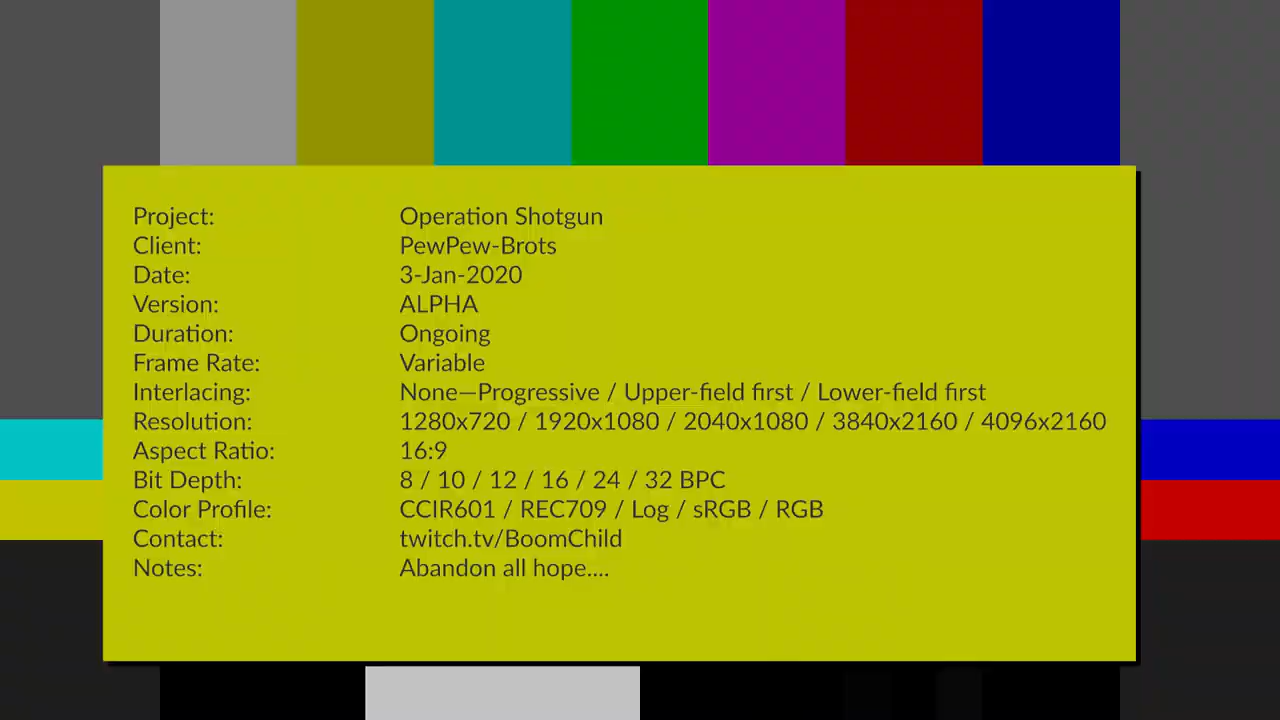 Project: Operation Shotgun
Client: PewPew-Brots
Date: 3-Jan-2020
Version: ALPHA
Duration: Ongoing
Frame Rate: Variable
Interlacing: None—Progressive / Upper-field first / Lower-field first
Resolution: 1280x720 / 1920x1080 / 2040x1080 / 3840x2160 / 4096x2160
Aspect Ratio: 16:9
Bit Depth: 8 / 10 / 12 / 16 / 24 / 32 BPC
Color Profile: CCIR601 / REC709 / Log / sRGB / RGB
Contact: twitch.tv/BoomChild
Notes: Abandon all hope....